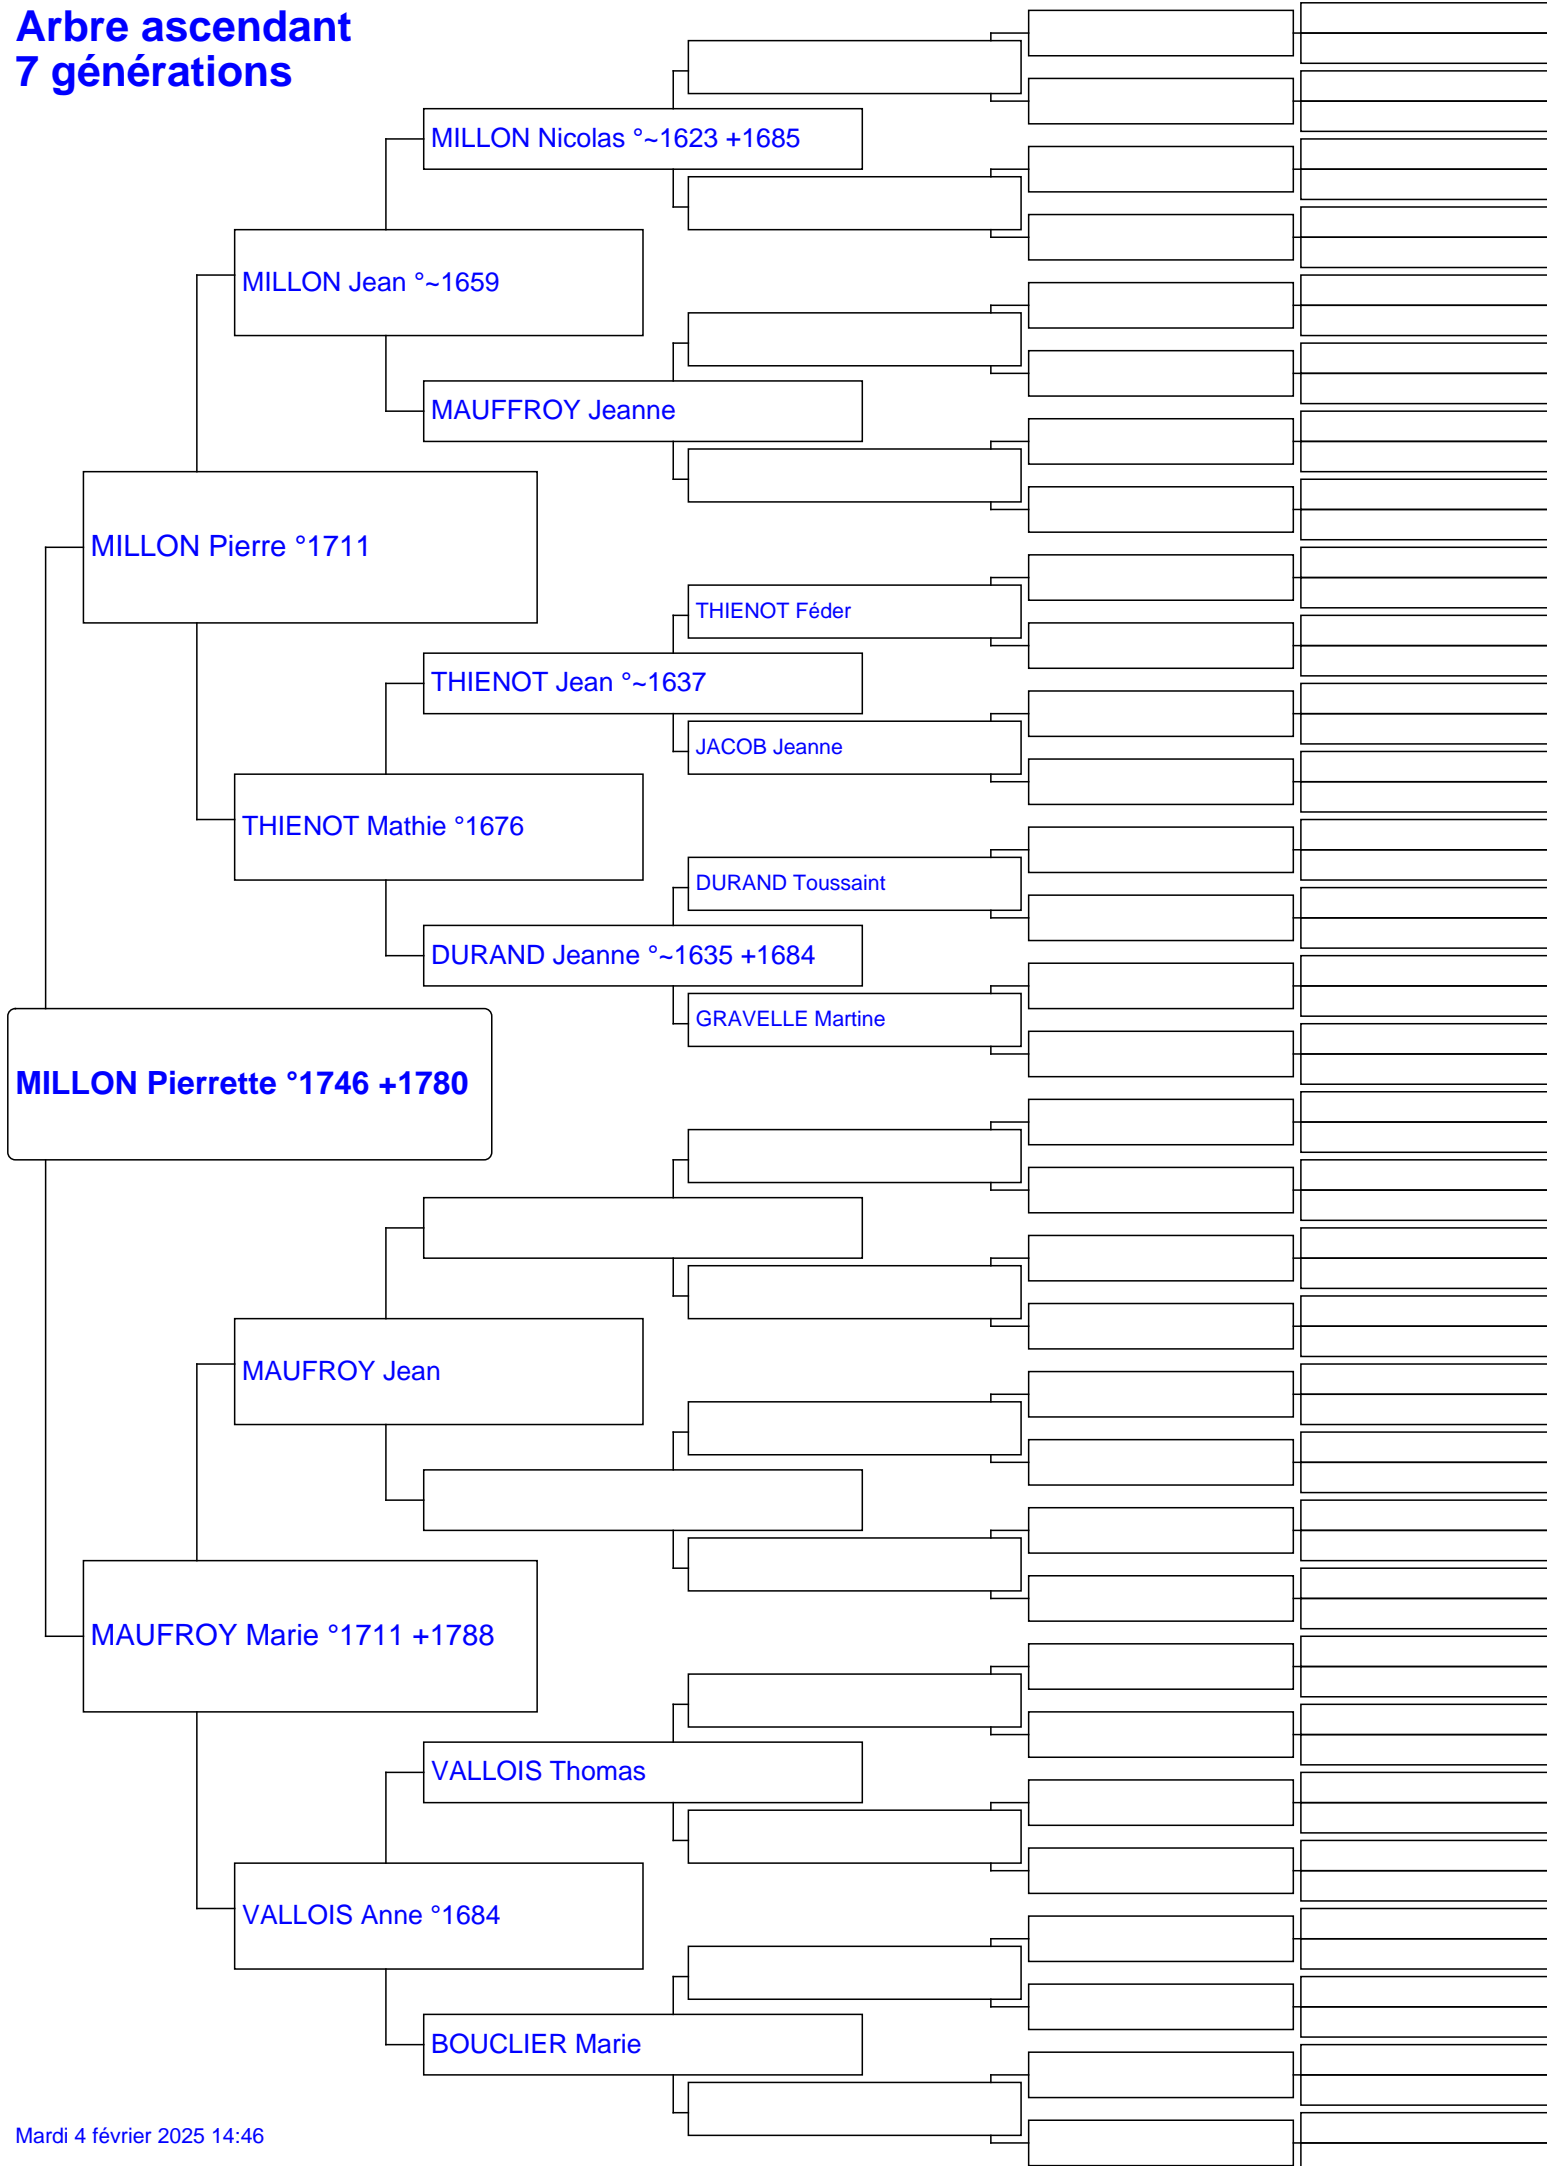 Arbre ascendant
7 générations
MILLON Nicolas °~1623 +1685
MILLON Jean °~1659
MAUFFROY Jeanne
MILLON Pierre °1711
THIENOT Féder
THIENOT Jean °~1637
JACOB Jeanne
THIENOT Mathie °1676
DURAND Toussaint
DURAND Jeanne °~1635 +1684
GRAVELLE Martine
MILLON Pierrette °1746 +1780
MAUFROY Jean
MAUFROY Marie °1711 +1788
VALLOIS Thomas
VALLOIS Anne °1684
BOUCLIER Marie
Mardi 4 février 2025 14:46